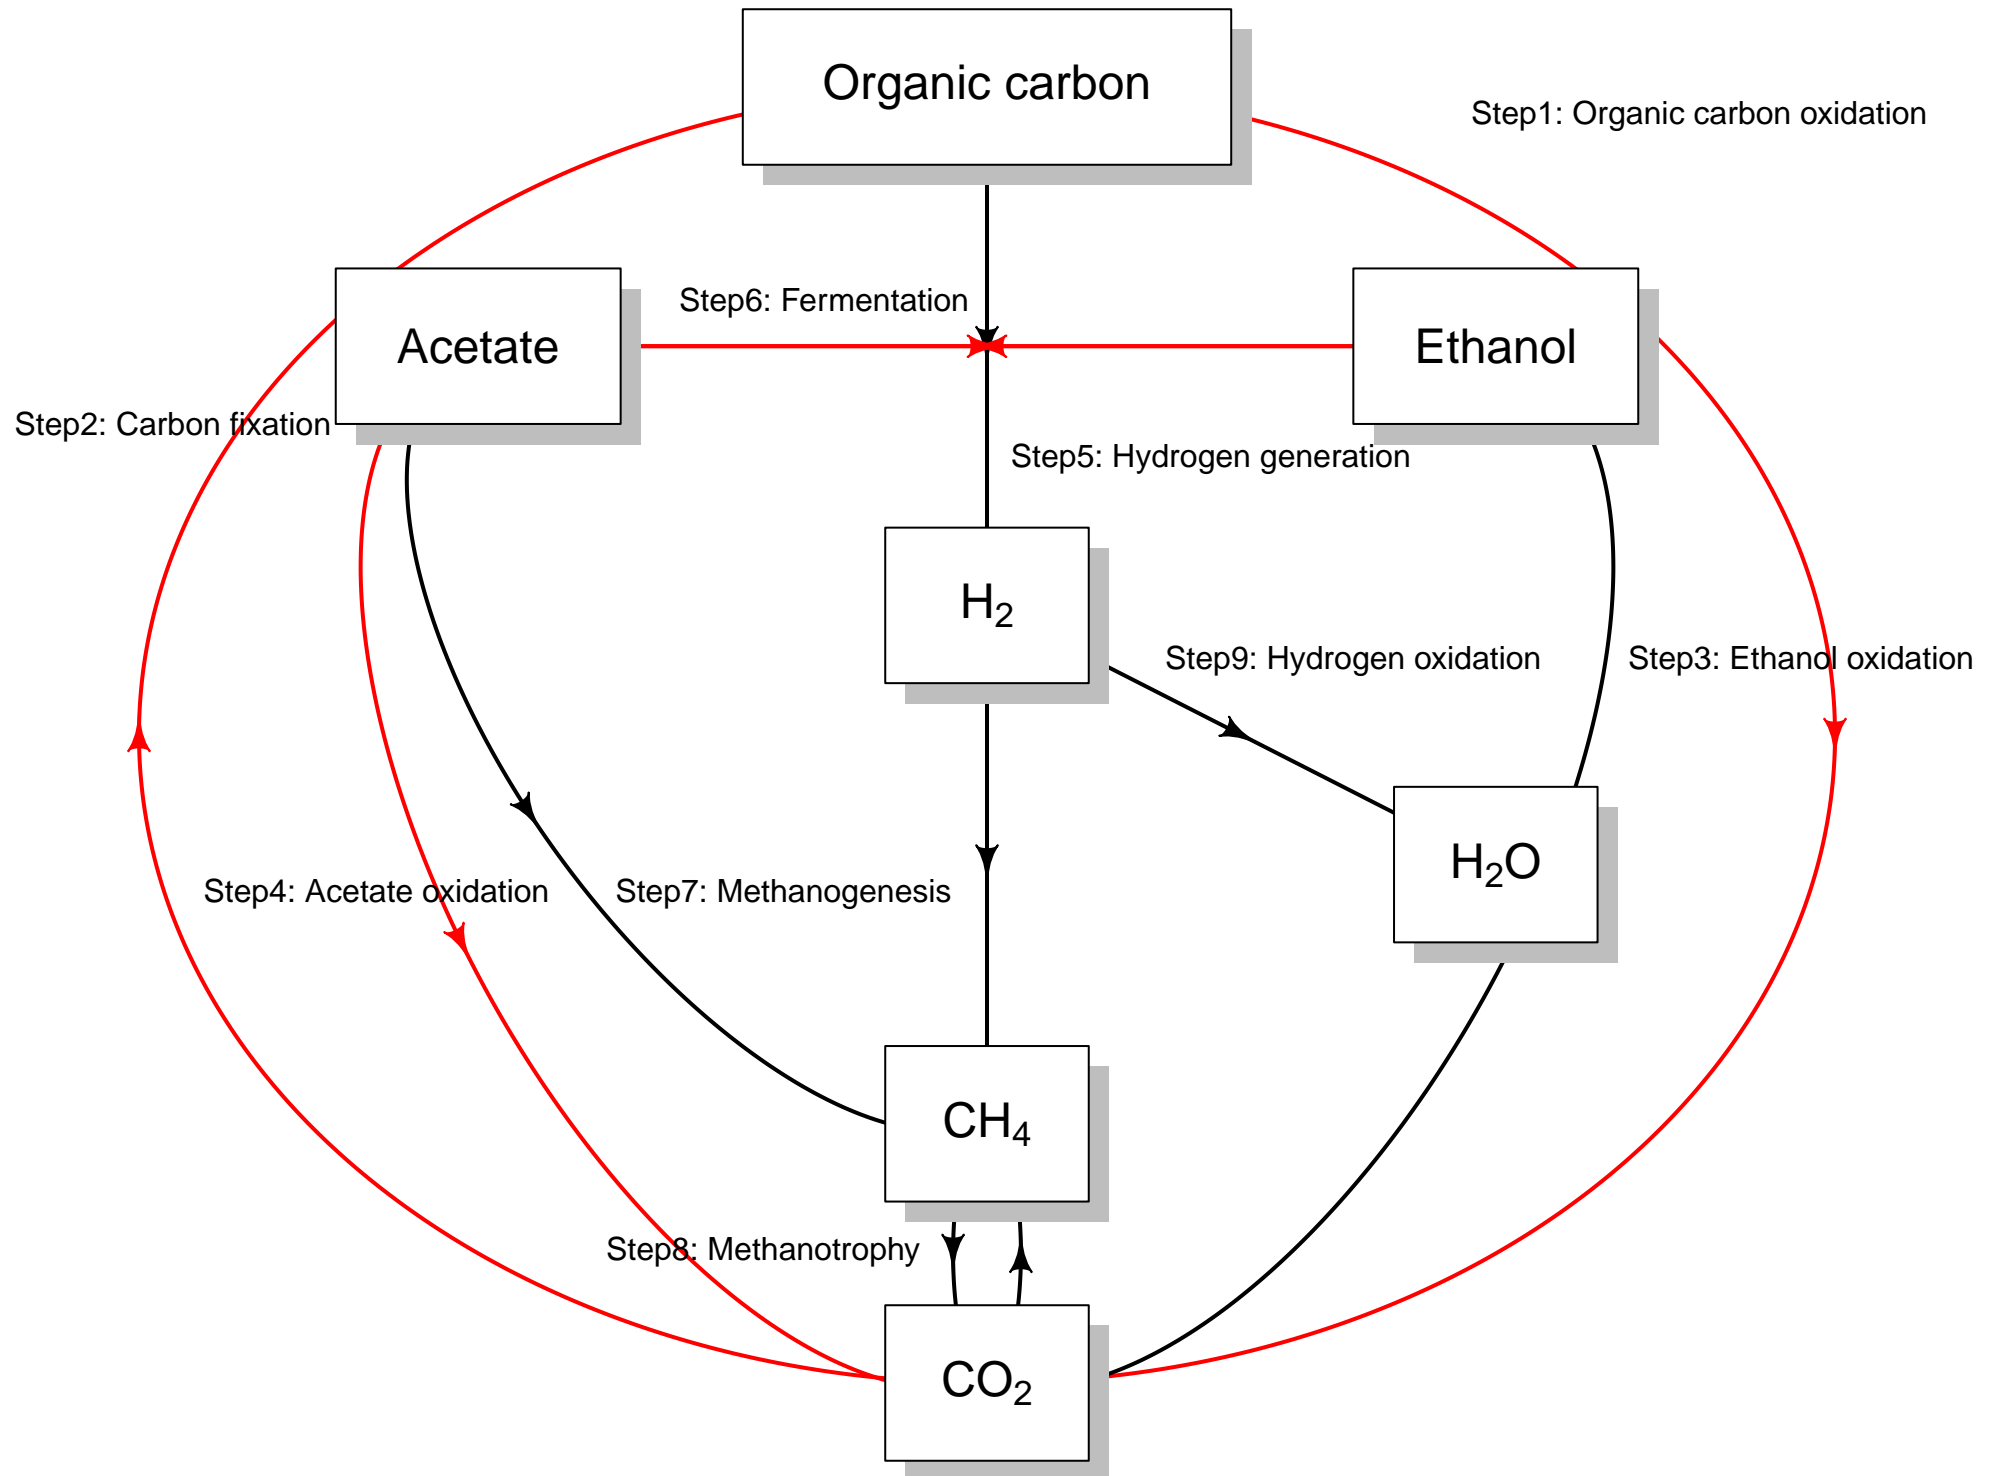 Organic carbon
Step1: Organic carbon oxidation
Step6: Fermentation
Acetate
Ethanol
Step2: Carbon fixation
Step5: Hydrogen generation
H₂
Step9: Hydrogen oxidation
Step3: Ethanol oxidation
H₂O
Step4: Acetate oxidation
Step7: Methanogenesis
CH₄
Step8: Methanotrophy
CO₂